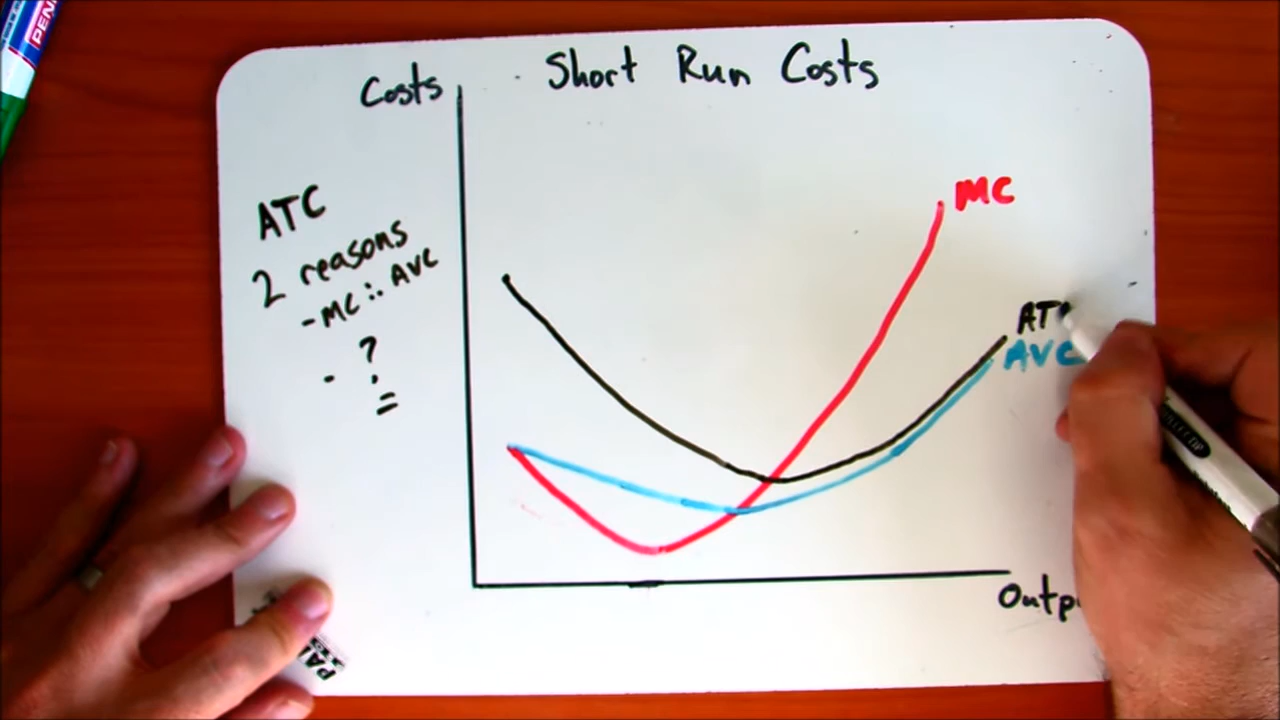 Short Run Costs
Costs
ATC
2 reasons
- MC ∴ AVC
- ?
=
MC
AVC